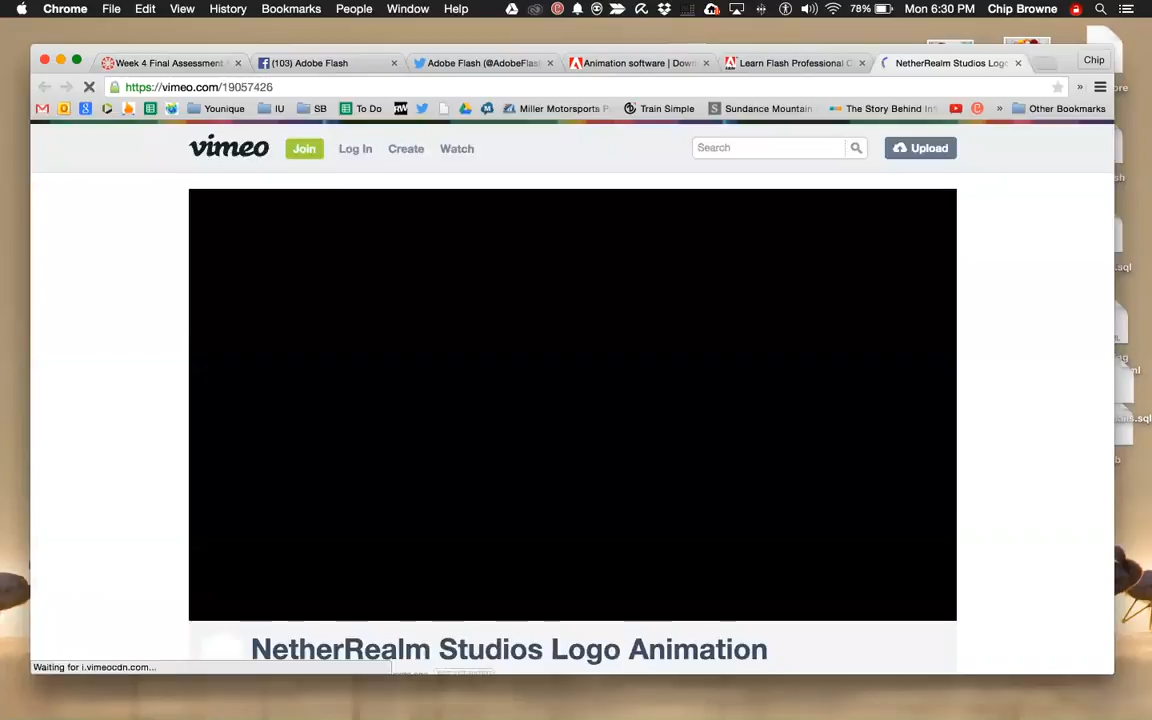 Chrome File Edit View History Bookmarks People Window Help 78% Mon 6:30 PM Chip Browne
Week 4 Final Assessment (103) Adobe Flash Adobe Flash (@AdobeFlas Animation software | Dow Learn Flash Professional C NetherRealm Studios Logo Chip
https://vimeo.com/19057426
Younique IU SB To Do Miller Motorsports P Train Simple Sundance Mountain The Story Behind In » Other Bookmarks
vimeo Join Log In Create Watch Search Upload
NetherRealm Studios Logo Animation
Waiting for i.vimeocdn.com...
.sql